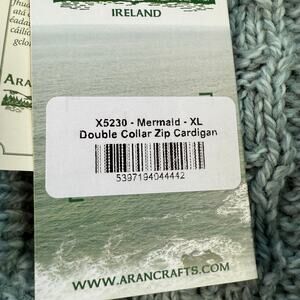 IRELAND
X5230 - Mermaid - XL
Double Collar Zip Cardigan
5397194044442
WWW.ARANCRAFTS.COM